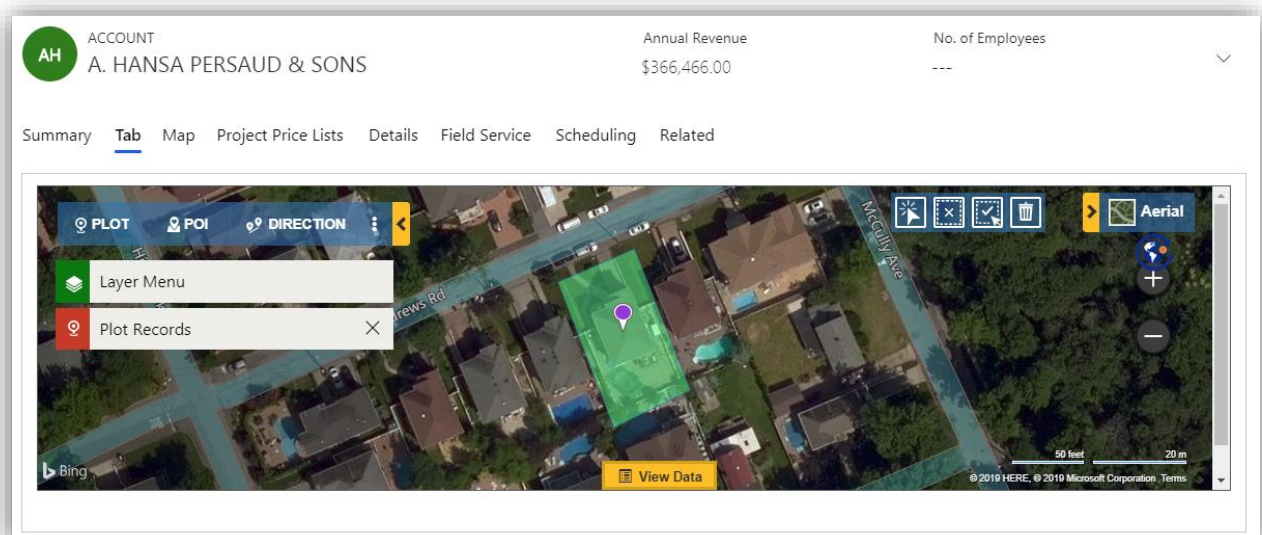 AH
ACCOUNT
A. HANSA PERSAUD & SONS
Annual Revenue
$366,466.00
No. of Employees
---
Summary Tab Map Project Price Lists Details Field Service Scheduling Related
PLOT POI DIRECTION
Aerial
Layer Menu
Plot Records
McCully Ave
rews Rd
Bing
View Data
50 feet 20 m
© 2019 HERE, © 2019 Microsoft Corporation Terms